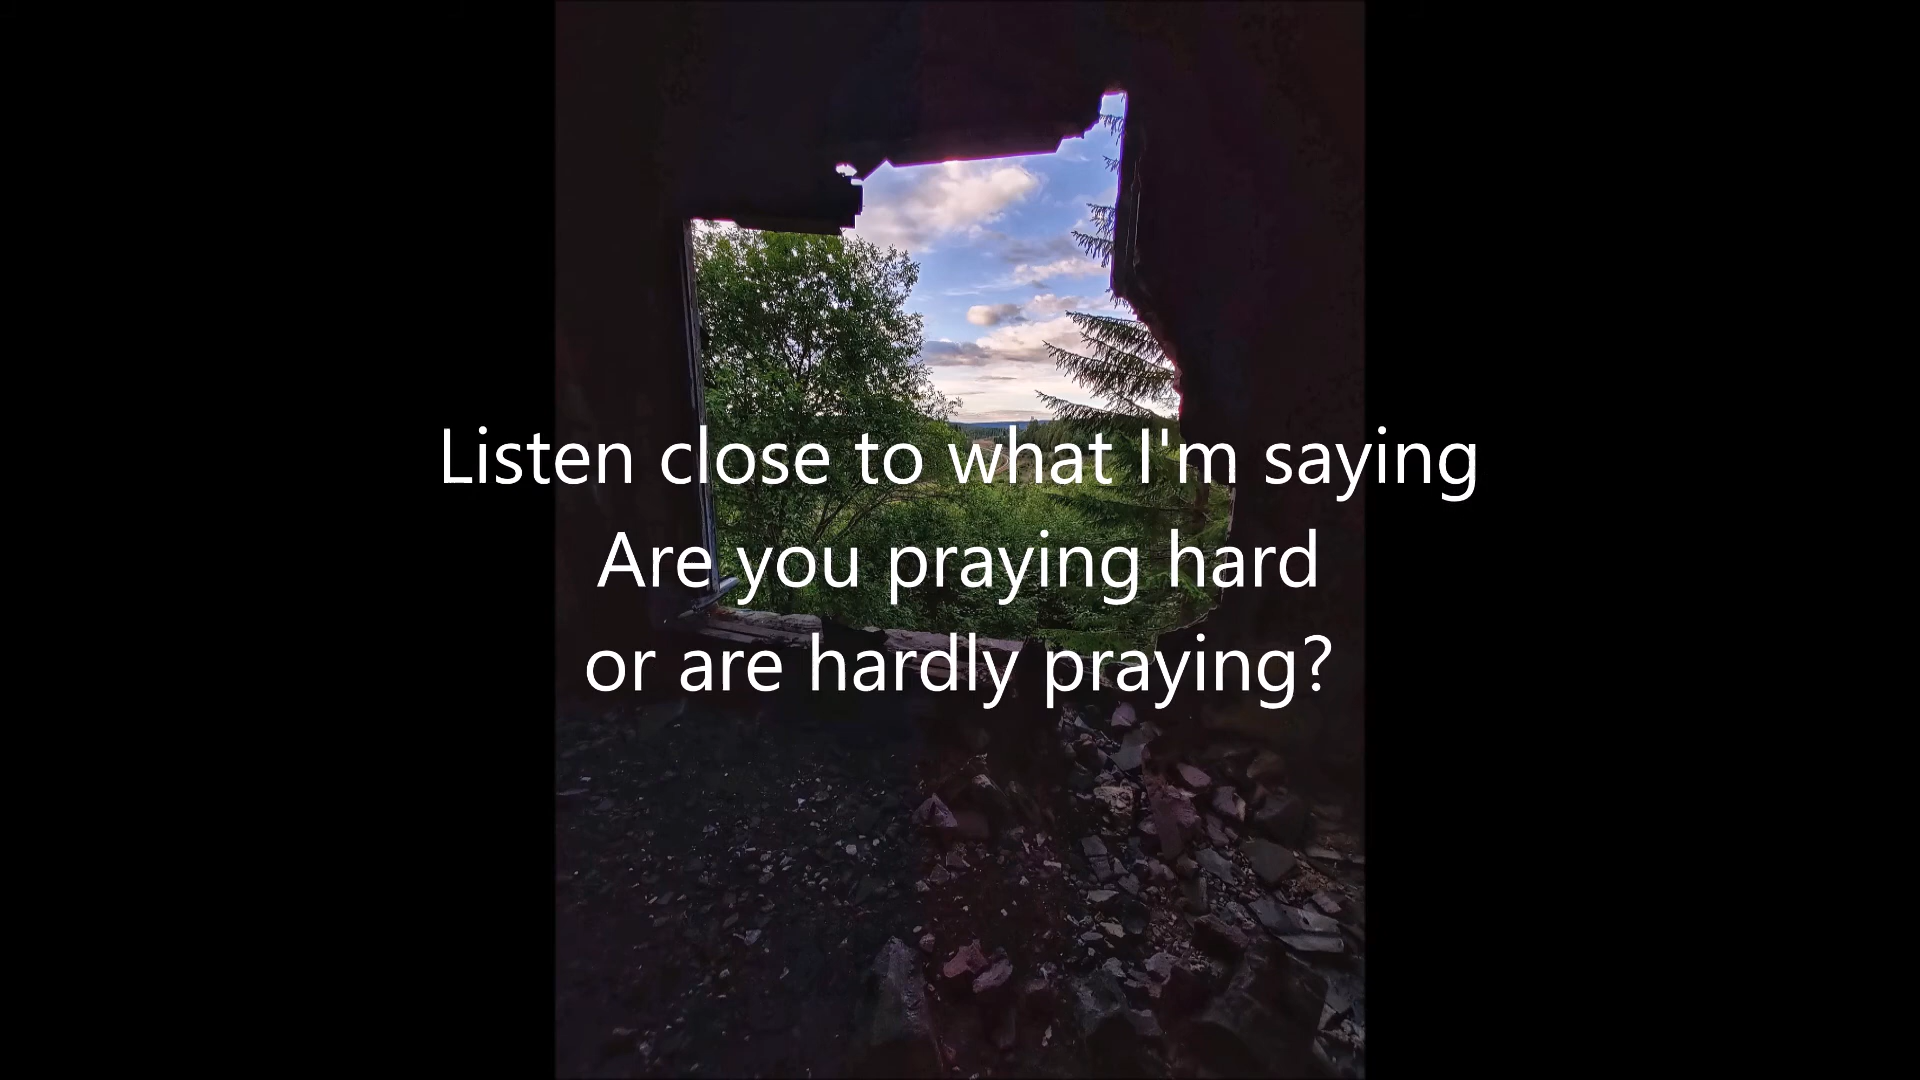 Listen close to what I'm saying
Are you praying hard
or are hardly praying?